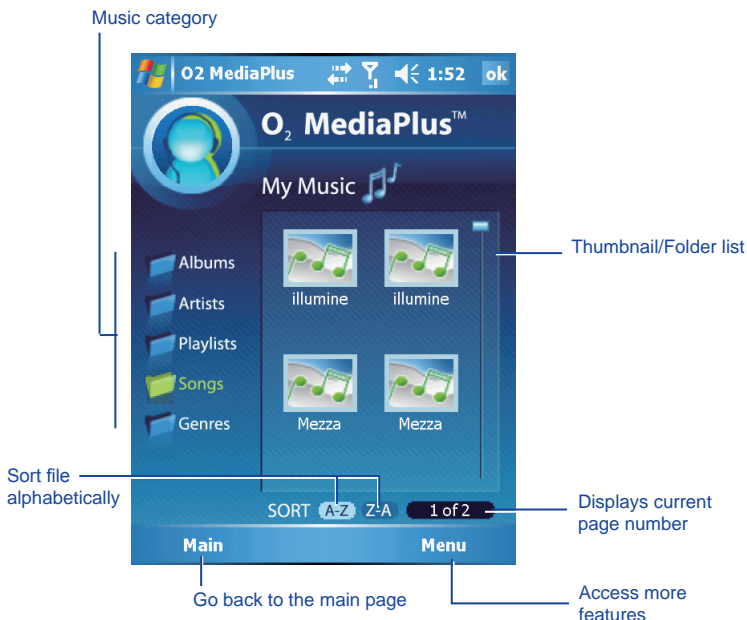 Music category
O2 MediaPlus 1:52 ok
O2 MediaPlus™
My Music
Thumbnail/Folder list
Albums
Artists
Playlists
Songs
Genres
illumine illumine
Mezza Mezza
Sort file
alphabetically
SORT A-Z Z-A 1 of 2
Displays current
page number
Main Menu
Go back to the main page
Access more
features